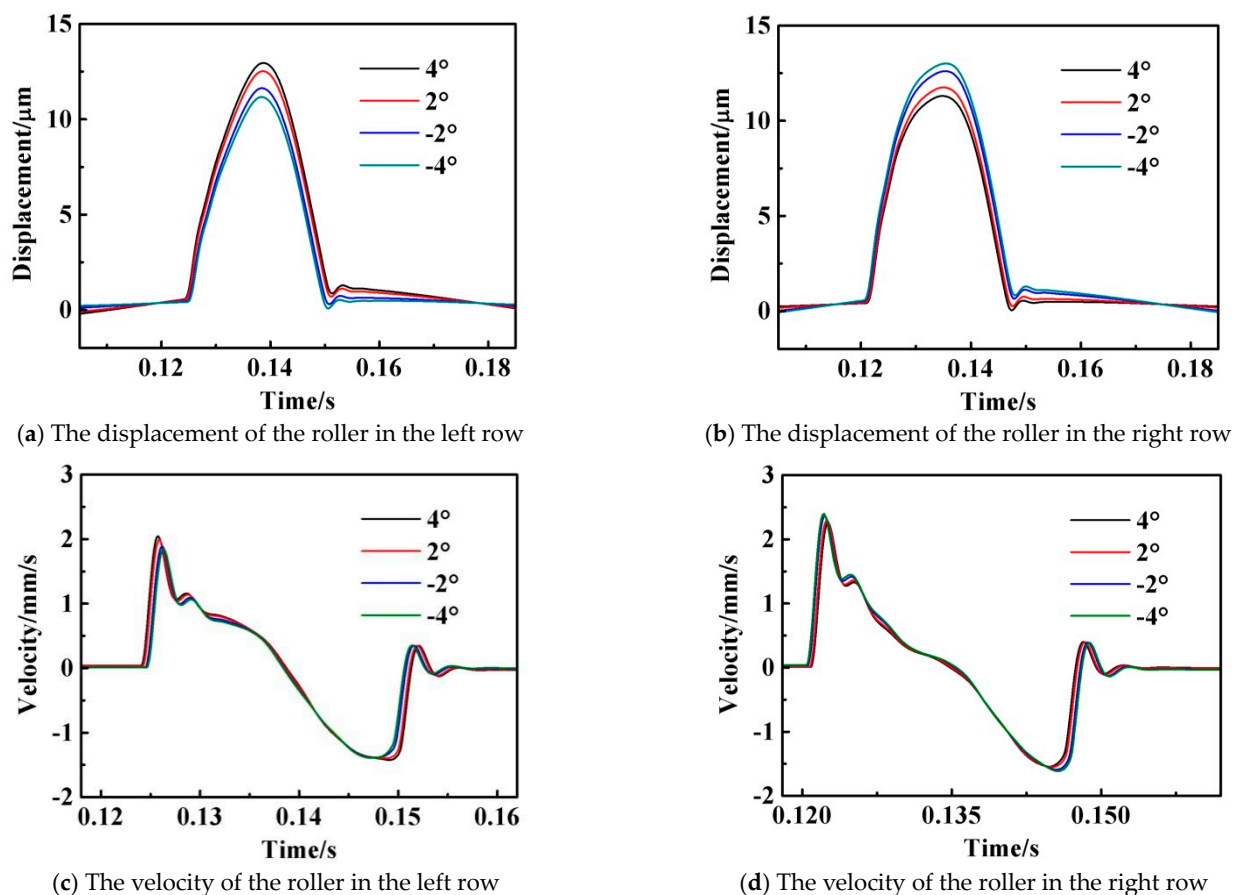 15
10
5
0
Displacement/μm
4°
2°
-2°
-4°
0.12 0.14 0.16 0.18
Time/s
(a) The displacement of the roller in the left row
15
10
5
0
Displacement/μm
4°
2°
-2°
-4°
0.12 0.14 0.16 0.18
Time/s
(b) The displacement of the roller in the right row
3
2
1
0
-1
-2
Velocity/mm/s
4°
2°
-2°
-4°
0.12 0.13 0.14 0.15 0.16
Time/s
(c) The velocity of the roller in the left row
3
2
1
0
-1
-2
Velocity/mm/s
4°
2°
-2°
-4°
0.120 0.135 0.150
Time/s
(d) The velocity of the roller in the right row